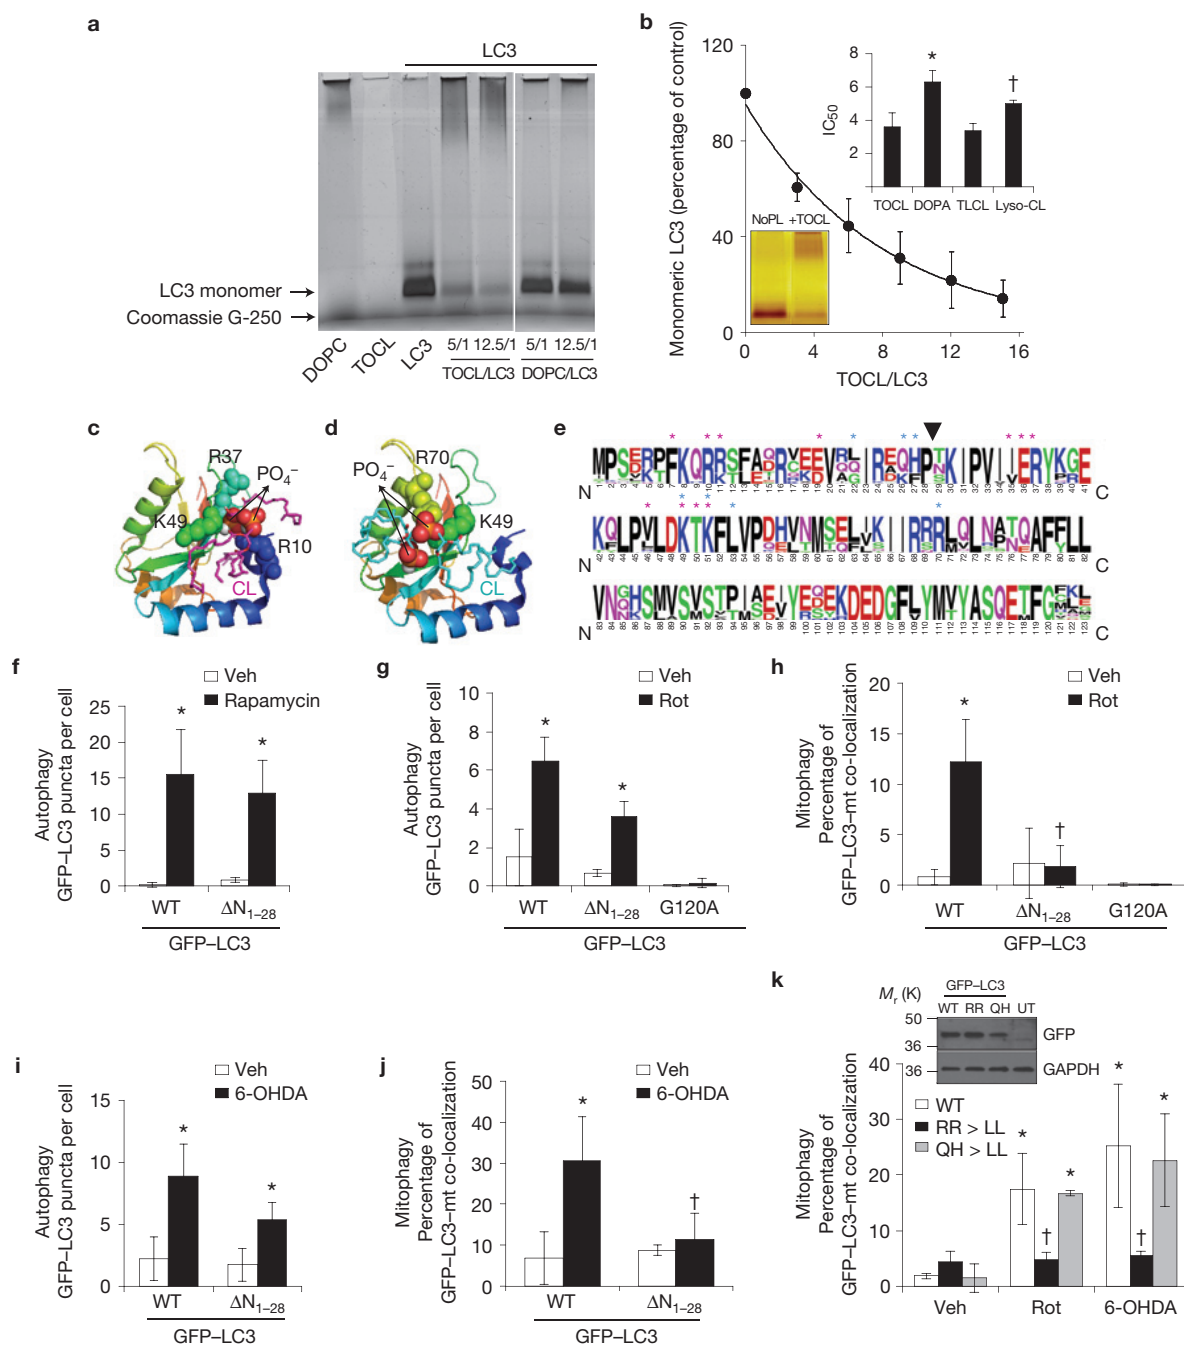 a
LC3
LC3 monomer
Coomassie G-250
DOPC
TOCL
LC3
5/1 12.5/1 5/1 12.5/1
TOCL/LC3 DOPC/LC3
b
Monomeric LC3 (percentage of control)
120
80
40
0
0 4 8 12 16
TOCL/LC3
NoPL +TOCL
IC50
8
6
4
2
* †
TOCL DOPA TLCL Lyso-CL
c
R37
PO4−
K49
R10
CL
d
R70
PO4−
K49
CL
e
N C
N C
N C
f
Veh
Rapamycin
Autophagy
GFP–LC3 puncta per cell
25
20
15
10
5
0
* *
WT ΔN1–28
GFP–LC3
g
Veh
Rot
Autophagy
GFP–LC3 puncta per cell
10
8
6
4
2
0
* *
WT ΔN1–28 G120A
GFP–LC3
h
Veh
Rot
Mitophagy
Percentage of
GFP–LC3–mt co-localization
20
15
10
5
0
* †
WT ΔN1–28 G120A
GFP–LC3
i
Veh
6-OHDA
Autophagy
GFP–LC3 puncta per cell
15
10
5
0
* *
WT ΔN1–28
GFP–LC3
j
Veh
6-OHDA
Mitophagy
Percentage of
GFP–LC3–mt co-localization
50
40
30
20
10
0
* †
WT ΔN1–28
GFP–LC3
k
GFP–LC3
Mr (K) WT RR QH UT
50
36
GFP
36
GAPDH
WT
RR > LL
QH > LL
Mitophagy
Percentage of
GFP–LC3–mt co-localization
40
30
20
10
0
* † * * † *
Veh Rot 6-OHDA